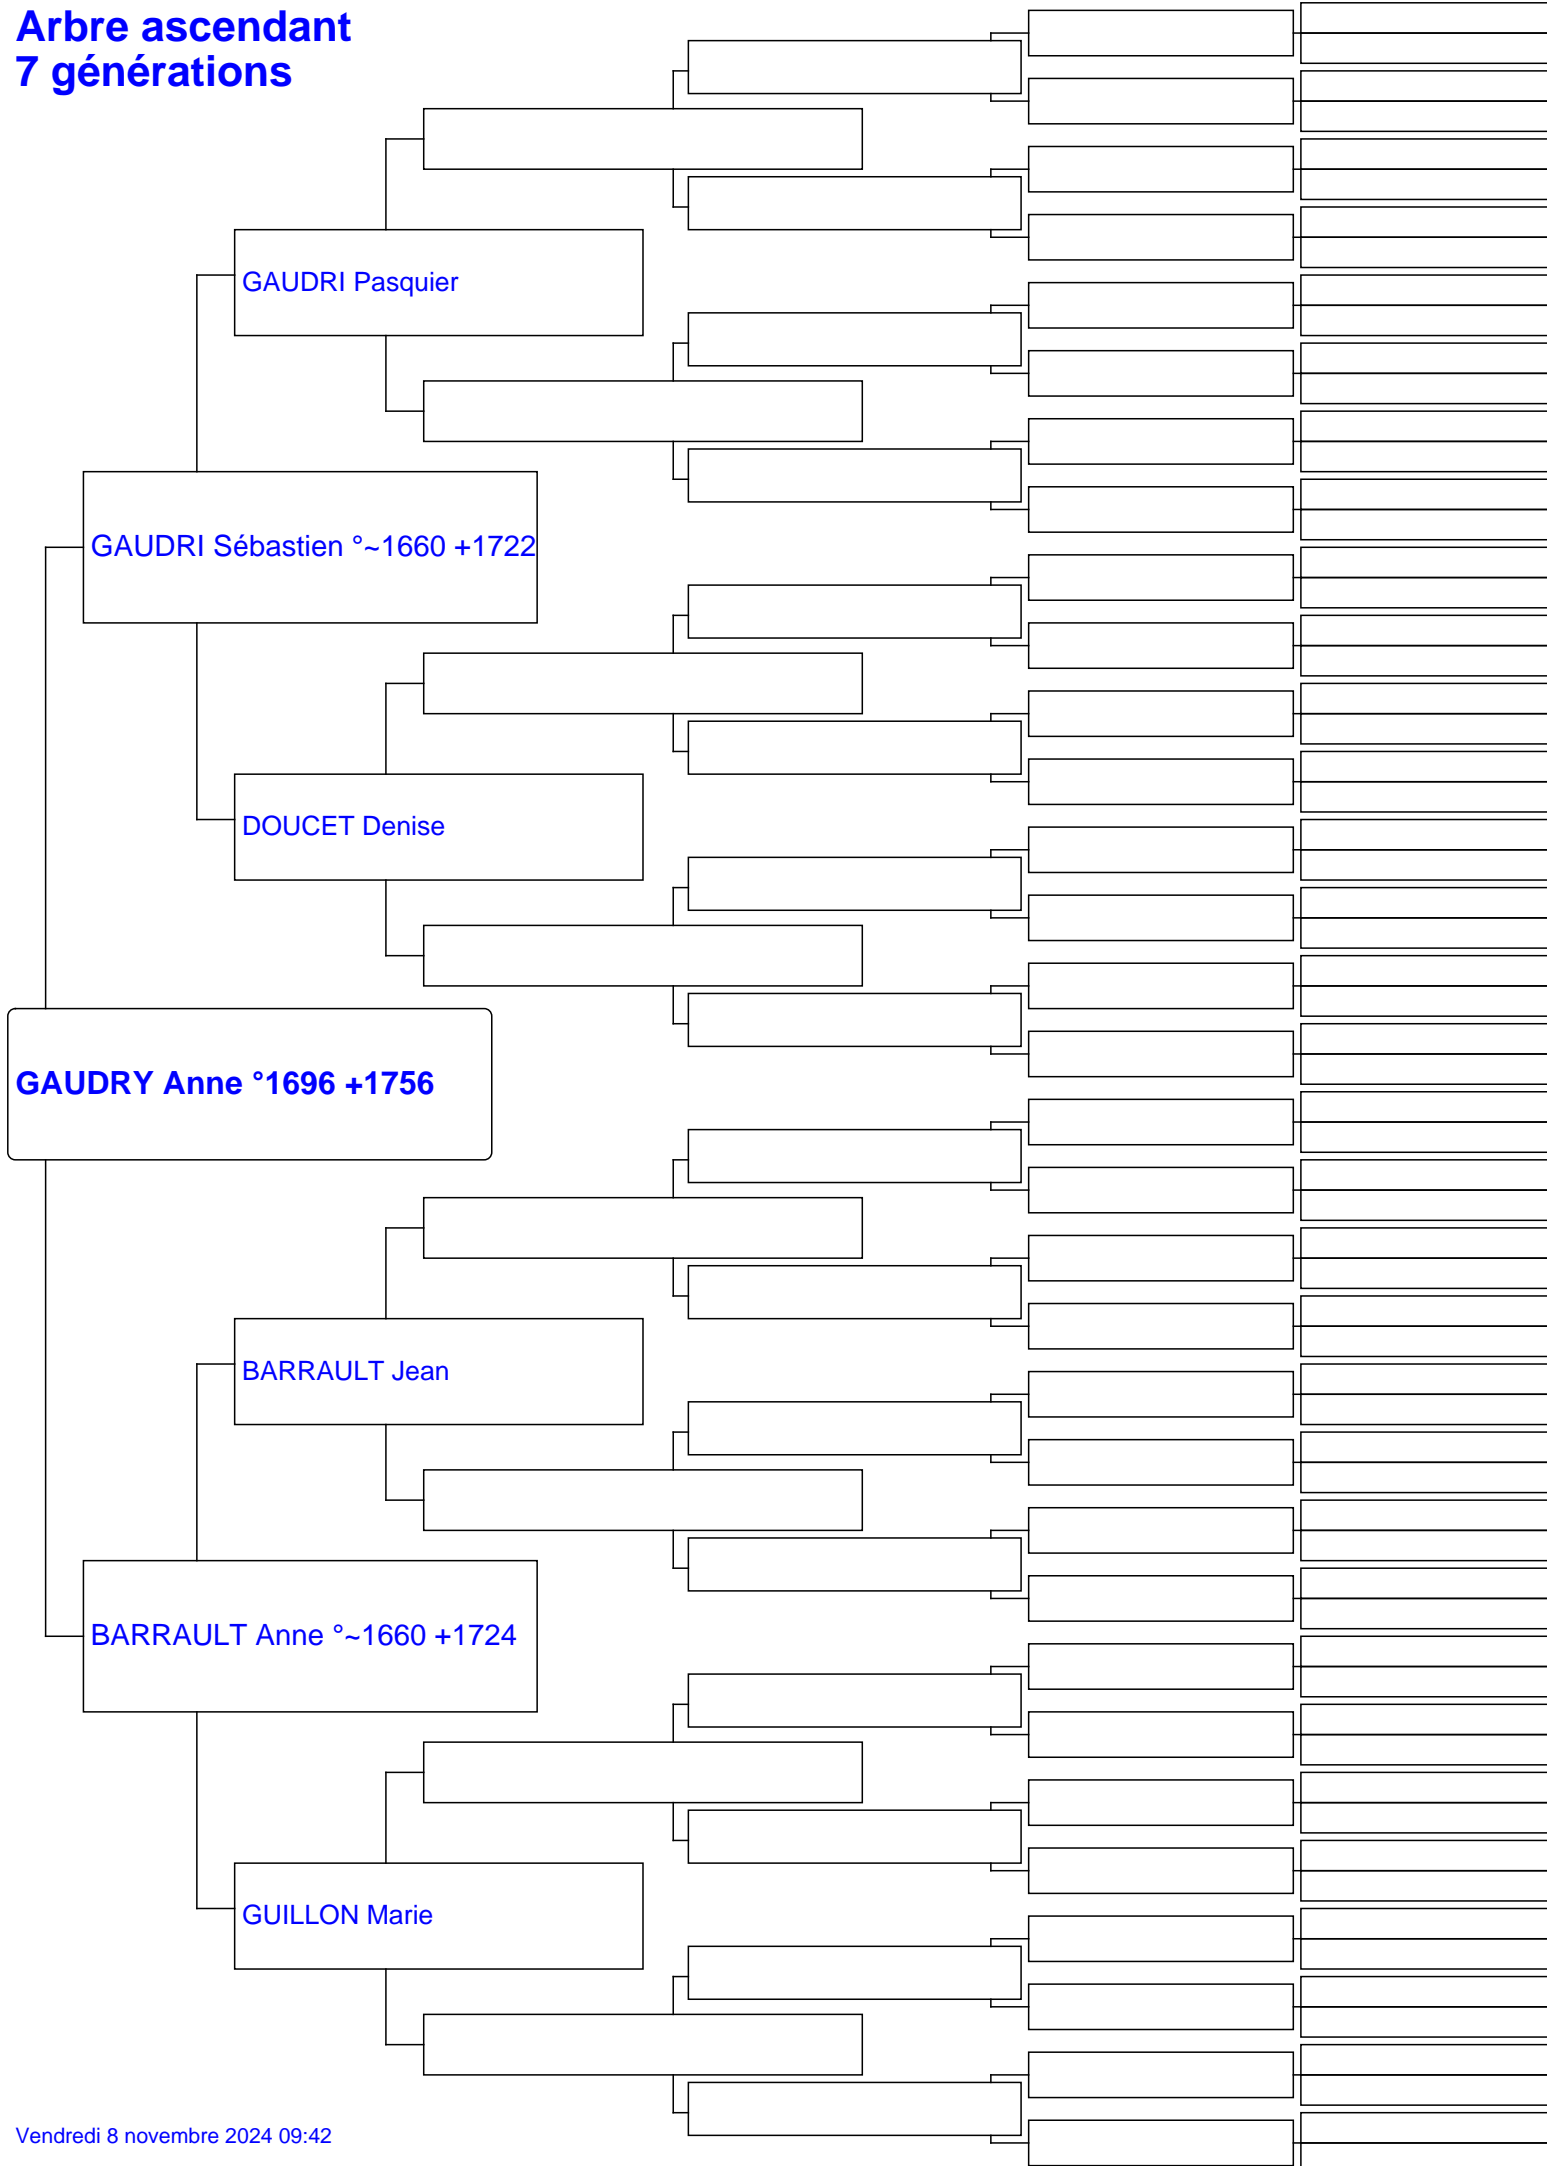 Arbre ascendant
7 générations
GAUDRI Pasquier
GAUDRI Sébastien °~1660 +1722
DOUCET Denise
GAUDRY Anne °1696 +1756
BARRAULT Jean
BARRAULT Anne °~1660 +1724
GUILLON Marie
Vendredi 8 novembre 2024 09:42